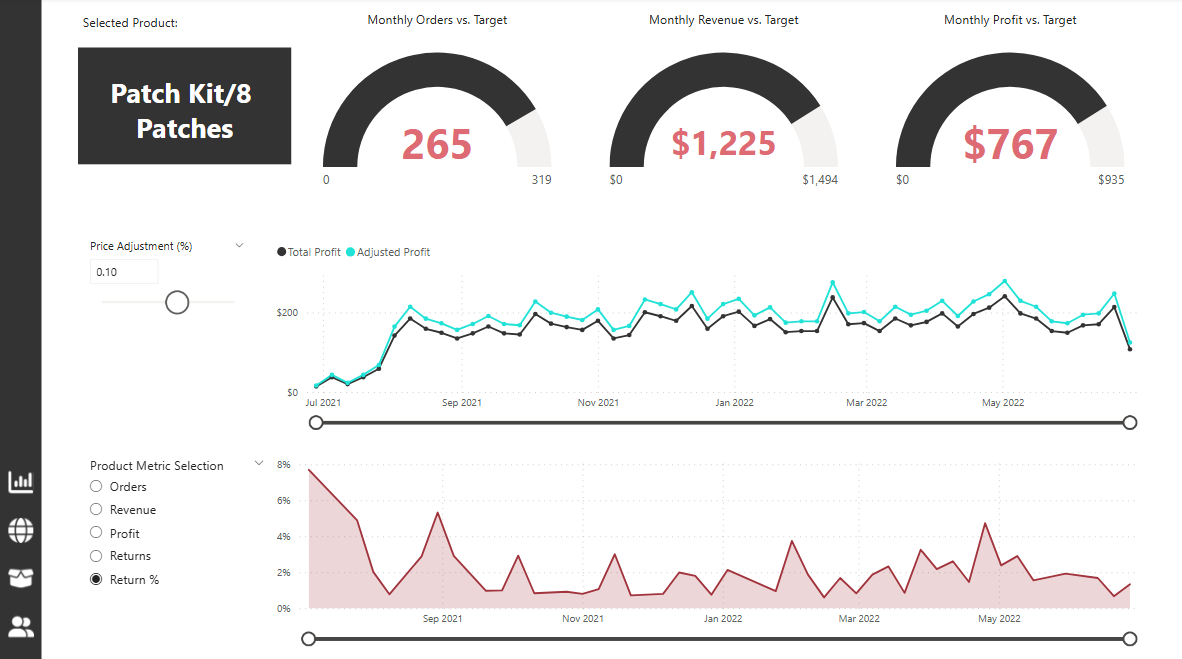 Selected Product:
Patch Kit/8
Patches
Monthly Orders vs. Target
265
0
319
Monthly Revenue vs. Target
$1,225
$0
$1,494
Monthly Profit vs. Target
$767
$0
$935
Price Adjustment (%)
0.10
Total Profit
Adjusted Profit
$200
$0
Jul 2021
Sep 2021
Nov 2021
Jan 2022
Mar 2022
May 2022
Product Metric Selection
Orders
Revenue
Profit
Returns
Return %
8%
6%
4%
2%
0%
Sep 2021
Nov 2021
Jan 2022
Mar 2022
May 2022